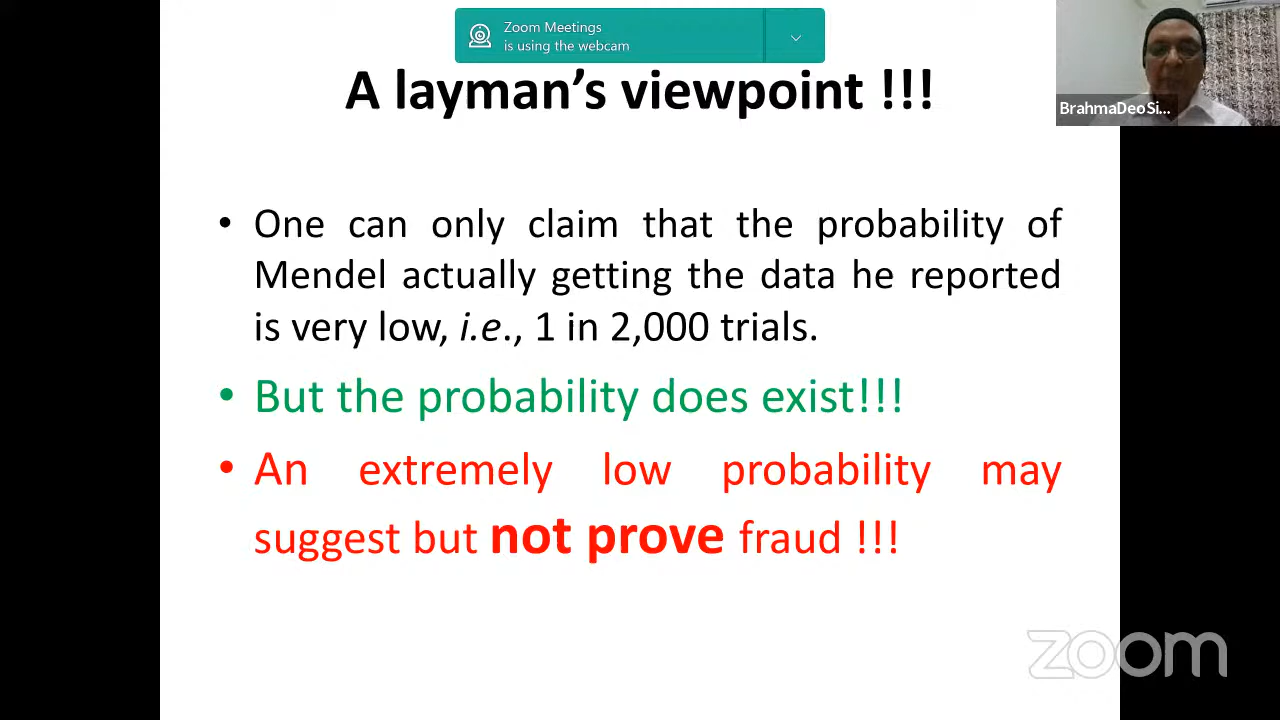 Zoom Meetings
is using the webcam
A layman’s viewpoint !!!
BrahmaDeoSi...
• One can only claim that the probability of
Mendel actually getting the data he reported
is very low, i.e., 1 in 2,000 trials.
• But the probability does exist!!!
• An extremely low probability may
suggest but not prove fraud !!!
zoom